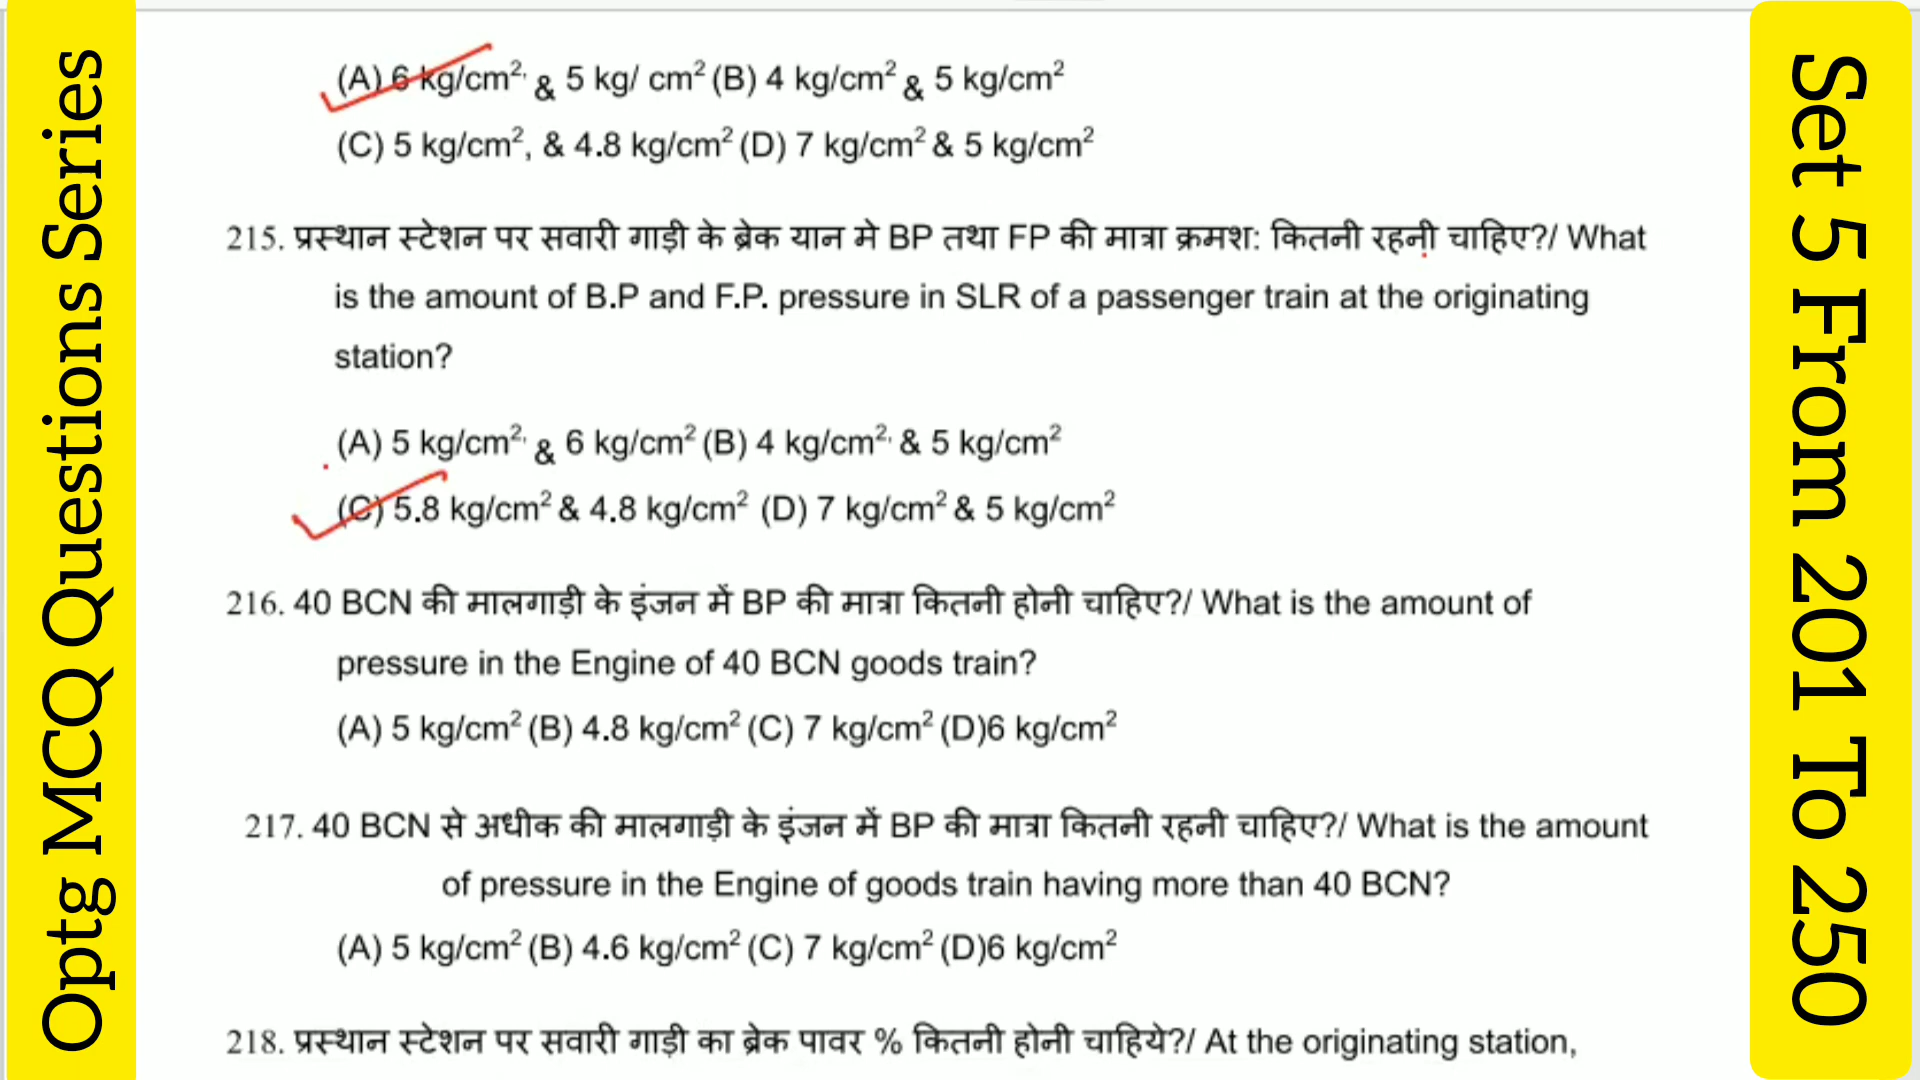 Optg MCQ Questions Series
(A) 6 kg/cm², & 5 kg/ cm² (B) 4 kg/cm² & 5 kg/cm²
(C) 5 kg/cm², & 4.8 kg/cm² (D) 7 kg/cm² & 5 kg/cm²
215. प्रस्थान स्टेशन पर सवारी गाड़ी के ब्रेक यान मे BP तथा FP की मात्रा क्रमश: कितनी रहनी चाहिए?/ What
is the amount of B.P and F.P. pressure in SLR of a passenger train at the originating
station?
(A) 5 kg/cm², & 6 kg/cm² (B) 4 kg/cm², & 5 kg/cm²
(C) 5.8 kg/cm² & 4.8 kg/cm² (D) 7 kg/cm² & 5 kg/cm²
216. 40 BCN की मालगाड़ी के इंजन में BP की मात्रा कितनी होनी चाहिए?/ What is the amount of
pressure in the Engine of 40 BCN goods train?
(A) 5 kg/cm² (B) 4.8 kg/cm² (C) 7 kg/cm² (D)6 kg/cm²
217. 40 BCN से अधीक की मालगाड़ी के इंजन में BP की मात्रा कितनी रहनी चाहिए?/ What is the amount
of pressure in the Engine of goods train having more than 40 BCN?
(A) 5 kg/cm² (B) 4.6 kg/cm² (C) 7 kg/cm² (D)6 kg/cm²
218. प्रस्थान स्टेशन पर सवारी गाड़ी का ब्रेक पावर % कितनी होनी चाहिये?/ At the originating station,
Set 5 From 201 To 250